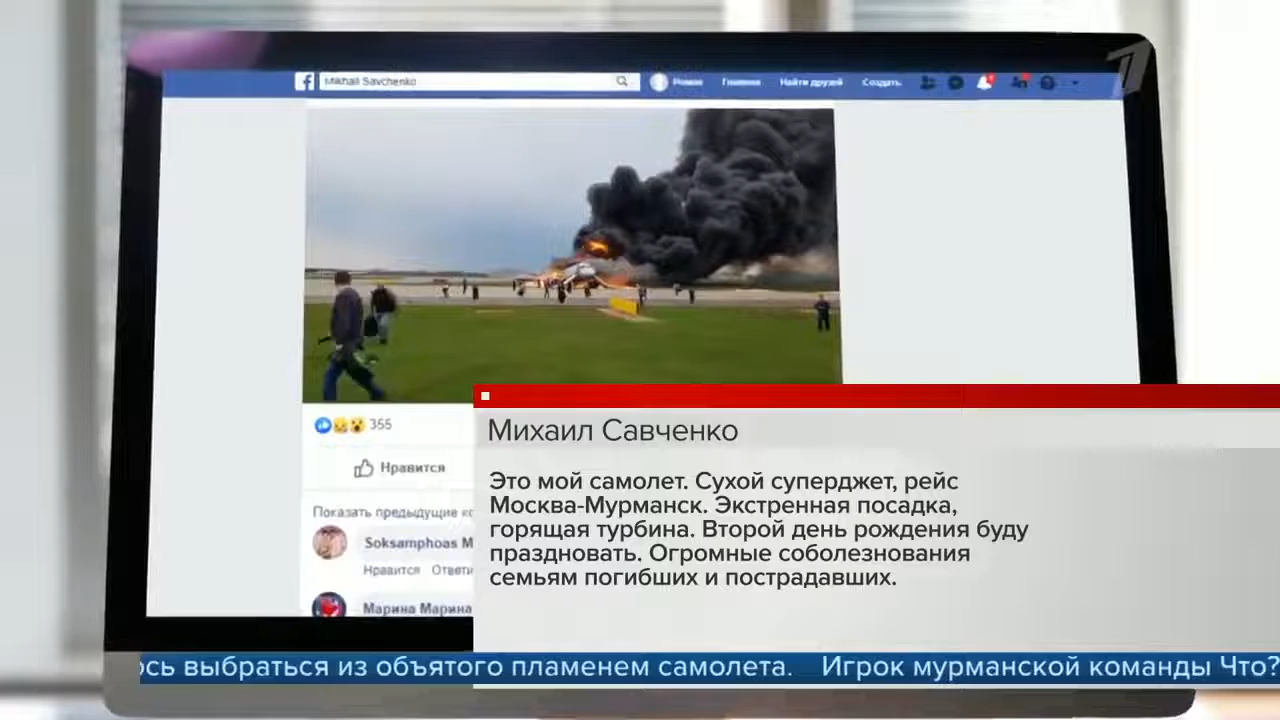 Mikhail Savchenko
Роман Главная Найти друзей Создать
355
Нравится
Показать предыдущие
Soksamphoas M
Нравится Ответи
Марина Марина
Михаил Савченко
Это мой самолет. Сухой суперджет, рейс
Москва-Мурманск. Экстренная посадка,
горящая турбина. Второй день рождения буду
праздновать. Огромные соболезнования
семьям погибших и пострадавших.
ось выбраться из объятого пламенем самолета. Игрок мурманской команды Что?